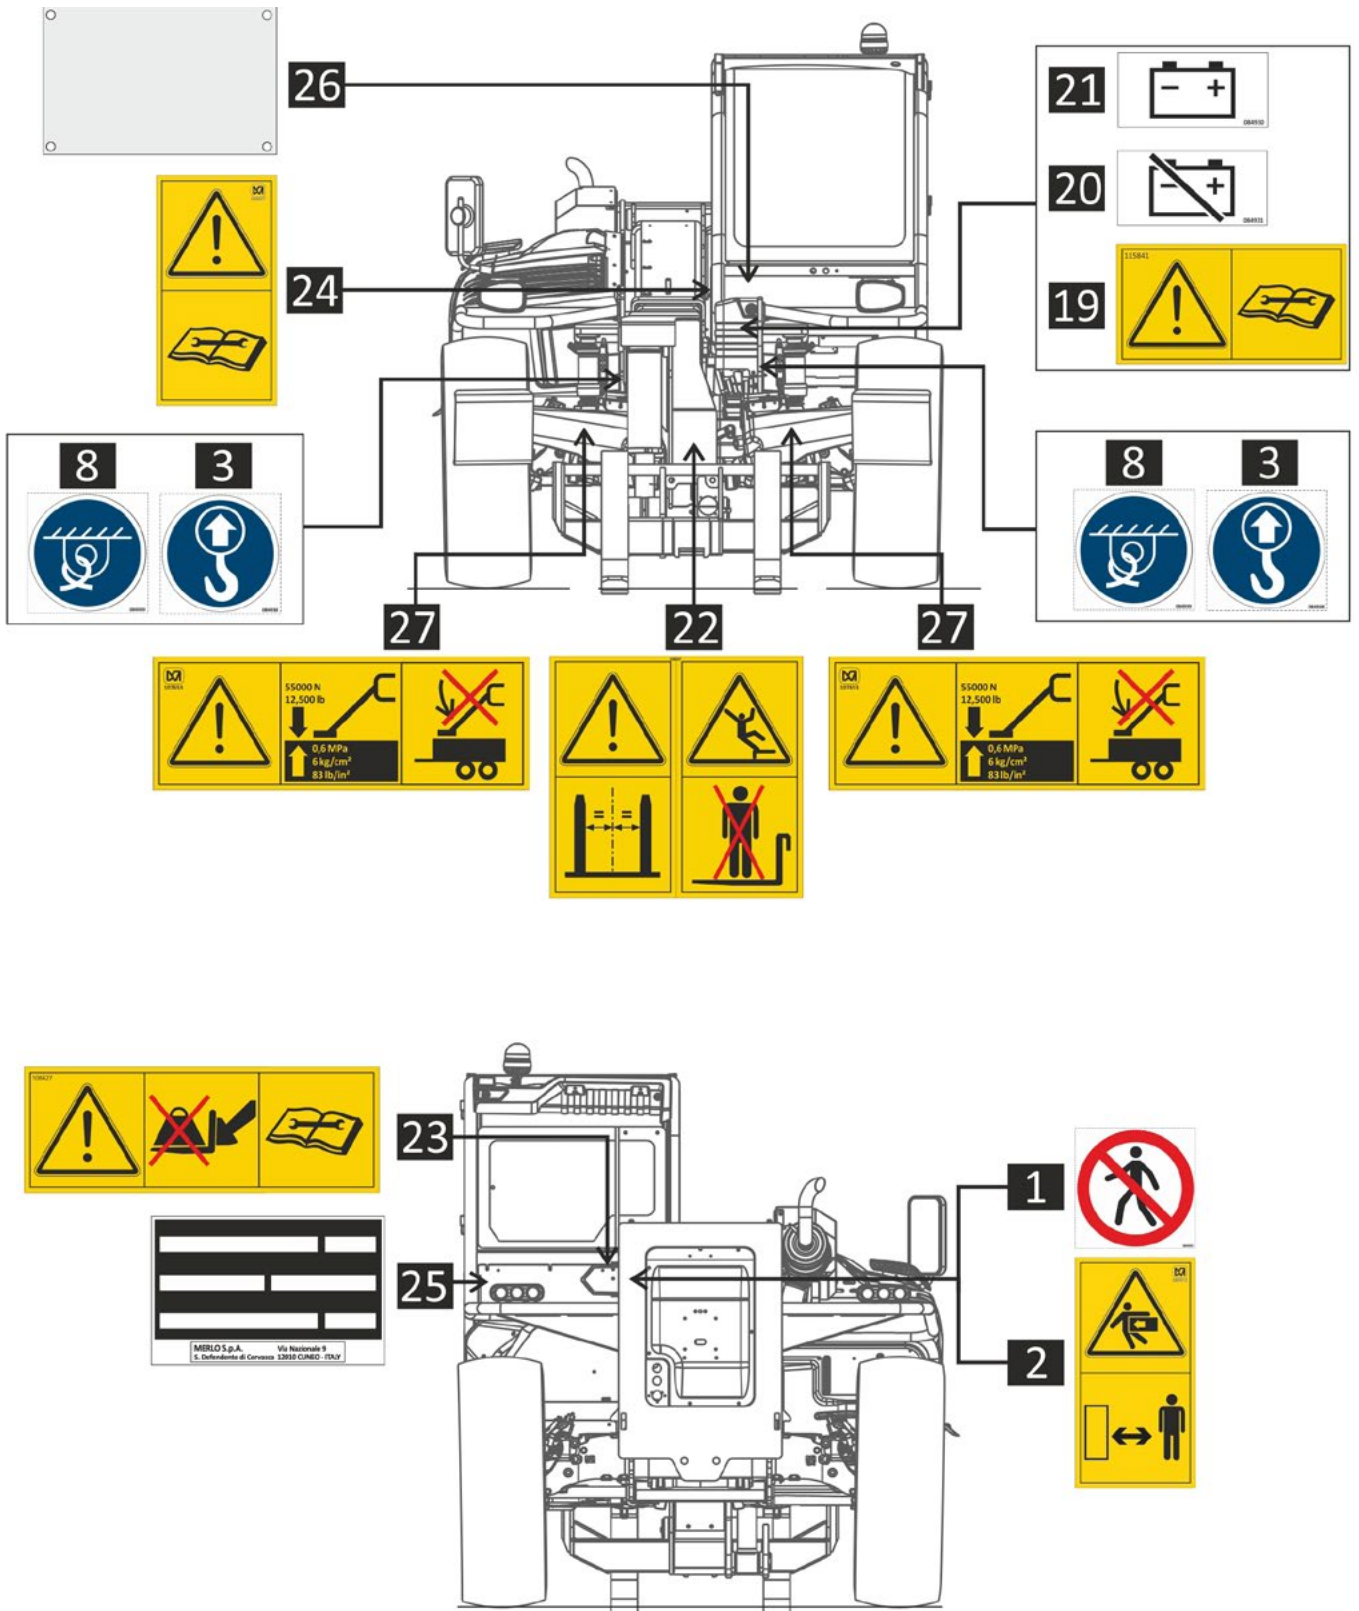 26
21
- +
084930
20
- +
084931
24
19
115841
8
3
8
3
27
22
27
55000 N
12,500 lb
0,6 MPa
6 kg/cm²
83 lb/in²
= =
55000 N
12,500 lb
0,6 MPa
6 kg/cm²
83 lb/in²
23
1
25
2
MERLO S.p.A. Via Nazionale 9
S. Defendente di Cervasca 12010 CUNEO - ITALY